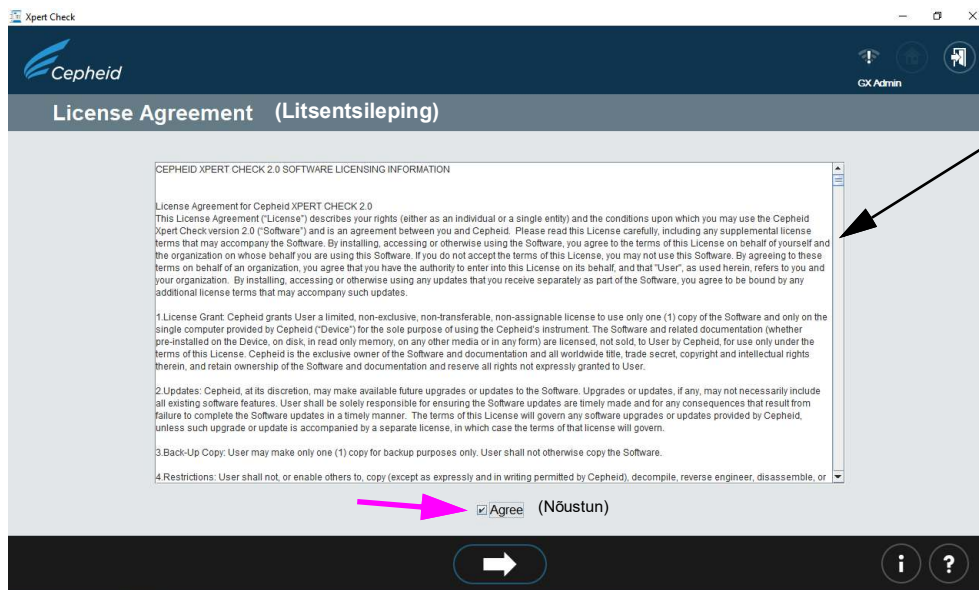 Xpert Check
Cepheid
GX Admin
License Agreement (Litsentsileping)
CEPHEID XPERT CHECK 2.0 SOFTWARE LICENSING INFORMATION
License Agreement for Cepheid XPERT CHECK 2.0
This License Agreement ("License") describes your rights (either as an individual or a single entity) and the conditions upon which you may use the Cepheid
Xpert Check version 2.0 ("Software") and is an agreement between you and Cepheid. Please read this License carefully, including any supplemental license
terms that may accompany the Software. By installing, accessing or otherwise using the Software, you agree to the terms of this License on behalf of yourself and
the organization on whose behalf you are using this Software. If you do not accept the terms of this License, you may not use this Software. By agreeing to these
terms on behalf of an organization, you agree that you have the authority to enter into this License on its behalf, and that "User", as used herein, refers to you and
your organization. By installing, accessing or otherwise using any updates that you receive separately as part of the Software, you agree to be bound by any
additional license terms that may accompany such updates.
1.License Grant: Cepheid grants User a limited, non-exclusive, non-transferable, non-assignable license to use only one (1) copy of the Software and only on the
single computer provided by Cepheid ("Device") for the sole purpose of using the Cepheid's instrument. The Software and related documentation (whether
pre-installed on the Device, on disk, in read only memory, on any other media or in any form) are licensed, not sold, to User by Cepheid, for use only under the
terms of this License. Cepheid is the exclusive owner of the Software and documentation and all worldwide title, trade secret, copyright and intellectual rights
therein, and retain ownership of the Software and documentation and reserve all rights not expressly granted to User.
2.Updates: Cepheid, at its discretion, may make available future upgrades or updates to the Software. Upgrades or updates, if any, may not necessarily include
all existing software features. User shall be solely responsible for ensuring the Software updates are timely made and for any consequences that result from
failure to complete the Software updates in a timely manner. The terms of this License will govern any software upgrades or updates provided by Cepheid,
unless such upgrade or update is accompanied by a separate license, in which case the terms of that license will govern.
3.Back-Up Copy: User may make only one (1) copy for backup purposes only. User shall not otherwise copy the Software.
4.Restrictions: User shall not, or enable others to, copy (except as expressly and in writing permitted by Cepheid), decompile, reverse engineer, disassemble, or
Agree (Nõustun)
i ?